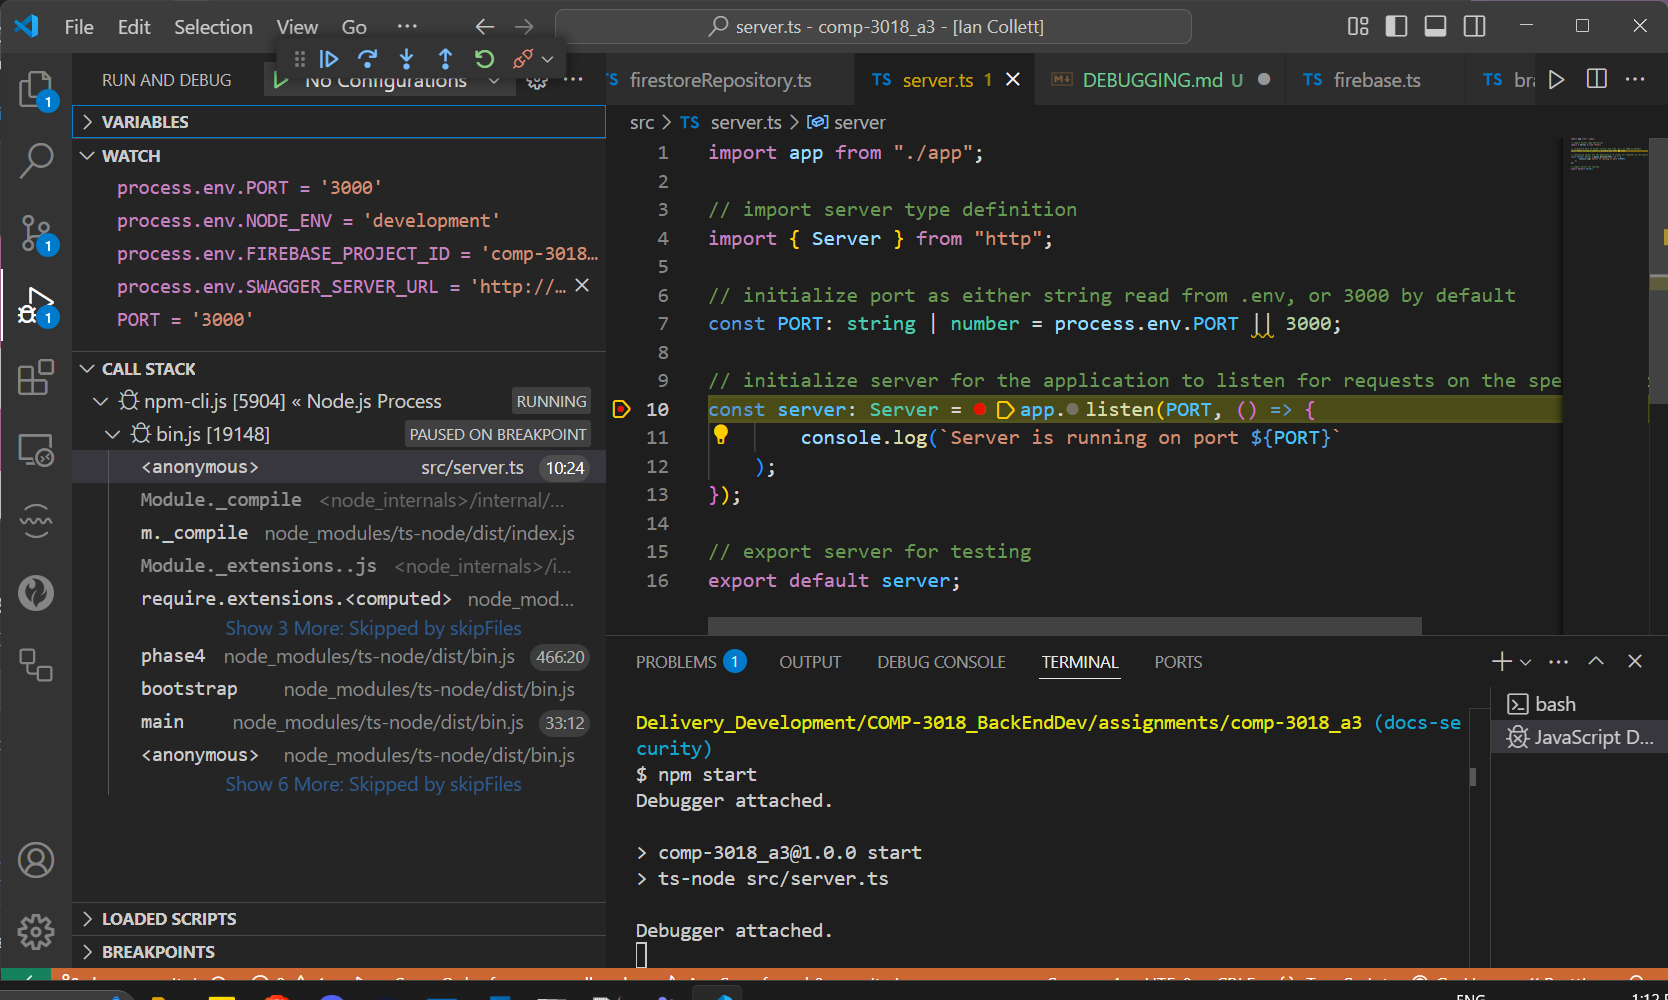 File Edit Selection View Go ···
server.ts - comp-3018_a3 - [Ian Collett]
RUN AND DEBUG
No Configurations
TS firestoreRepository.ts
TS server.ts 1
DEBUGGING.md U
TS firebase.ts
TS bra
src > TS server.ts > server
VARIABLES
WATCH
process.env.PORT = '3000'
process.env.NODE_ENV = 'development'
process.env.FIREBASE_PROJECT_ID = 'comp-3018...
process.env.SWAGGER_SERVER_URL = 'http://...
PORT = '3000'
CALL STACK
npm-cli.js [5904] « Node.js Process RUNNING
bin.js [19148] PAUSED ON BREAKPOINT
<anonymous> src/server.ts 10:24
Module._compile <node_internals>/internal/...
m._compile node_modules/ts-node/dist/index.js
Module._extensions..js <node_internals>/i...
require.extensions.<computed> node_mod...
Show 3 More: Skipped by skipFiles
phase4 node_modules/ts-node/dist/bin.js 466:20
bootstrap node_modules/ts-node/dist/bin.js
main node_modules/ts-node/dist/bin.js 33:12
<anonymous> node_modules/ts-node/dist/bin.js
Show 6 More: Skipped by skipFiles
LOADED SCRIPTS
BREAKPOINTS
1 import app from "./app";
2
3 // import server type definition
4 import { Server } from "http";
5
6 // initialize port as either string read from .env, or 3000 by default
7 const PORT: string | number = process.env.PORT || 3000;
8
9 // initialize server for the application to listen for requests on the spe
10 const server: Server = app.listen(PORT, () => {
11 console.log(`Server is running on port ${PORT}`
12 );
13 });
14
15 // export server for testing
16 export default server;
PROBLEMS 1 OUTPUT DEBUG CONSOLE TERMINAL PORTS
Delivery_Development/COMP-3018_BackEndDev/assignments/comp-3018_a3 (docs-se
curity)
$ npm start
Debugger attached.
> comp-3018_a3@1.0.0 start
> ts-node src/server.ts
Debugger attached.
bash
JavaScript D...